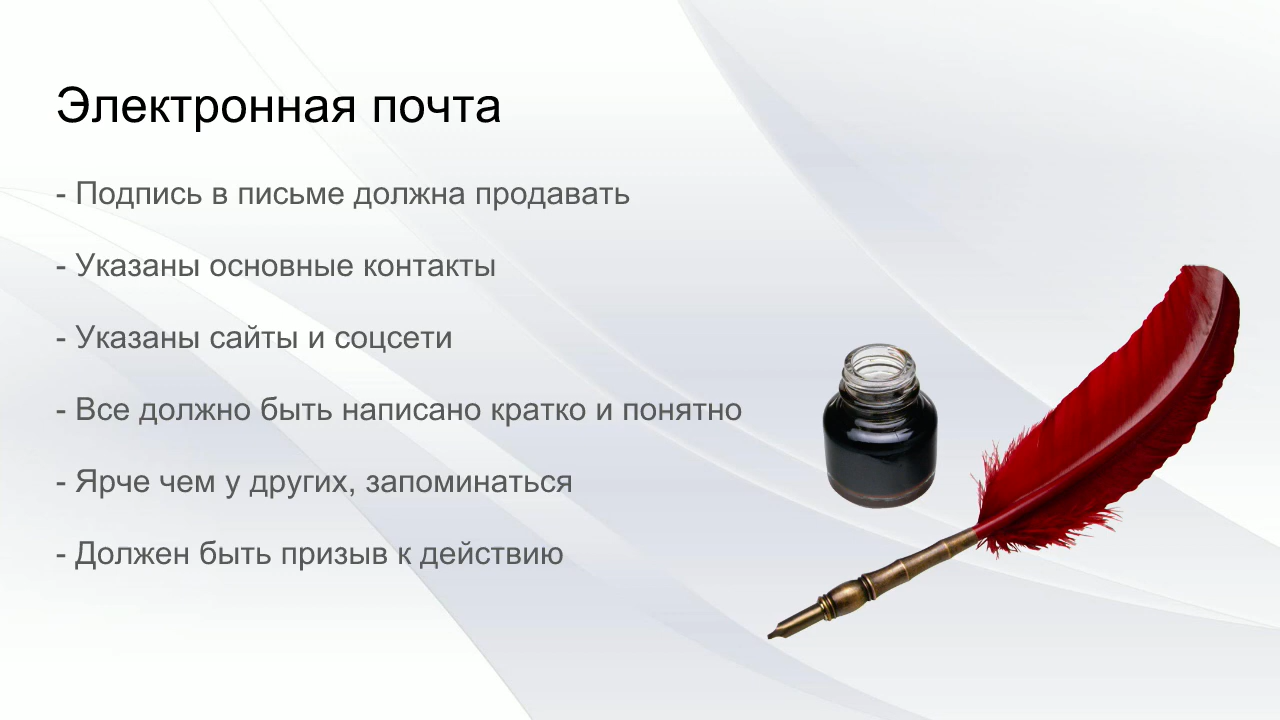 Электронная почта
- Подпись в письме должна продавать
- Указаны основные контакты
- Указаны сайты и соцсети
- Все должно быть написано кратко и понятно
- Ярче чем у других, запоминаться
- Должен быть призыв к действию